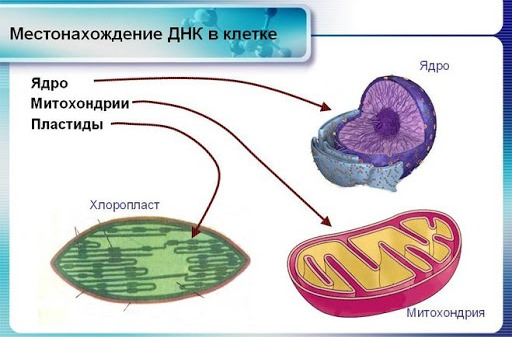 Местонахождение ДНК в клетке
Ядро
Ядро
Митохондрии
Пластиды
Хлоропласт
Митохондрия